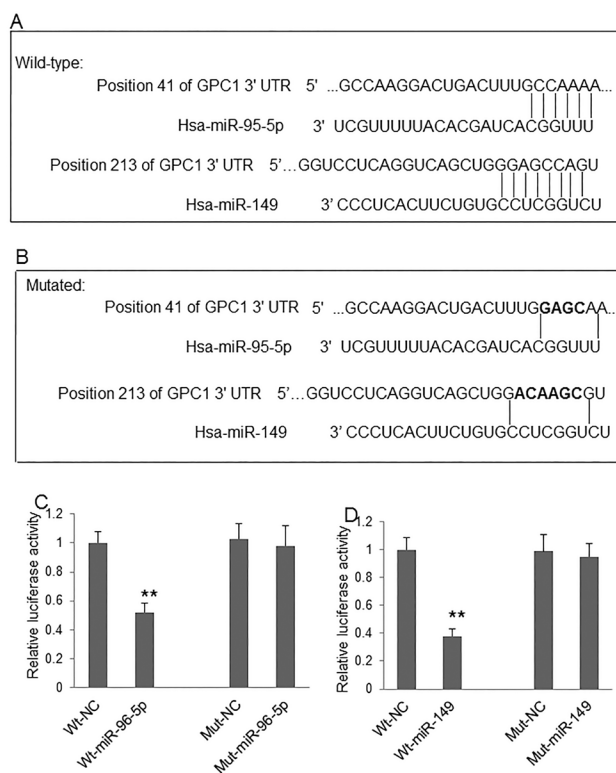 A
Wild-type:
Position 41 of GPC1 3' UTR 5' ...GCCAAGGACUGACUUUGCCAAAA...
Hsa-miR-95-5p 3' UCGUUUUUACACGAUCACGGUUU
Position 213 of GPC1 3' UTR 5'...GGUCCUCAGGUCAGCUGGGAGCCAGU
Hsa-miR-149 3' CCCUCACUUCUGUGCCUCGGUCU
B
Mutated:
Position 41 of GPC1 3' UTR 5' ...GCCAAGGACUGACUUUGGAGCAA...
Hsa-miR-95-5p 3' UCGUUUUUACACGAUCACGGUUU
Position 213 of GPC1 3' UTR 5'...GGUCCUCAGGUCAGCUGGACAAGCGU
Hsa-miR-149 3' CCCUCACUUCUGUGCCUCGGUCU
C
Relative luciferase activity
1.2
1
0.8
0.6
0.4
0.2
0
**
Wt-NC
Wt-miR-96-5p
Mut-NC
Mut-miR-96-5p
D
Relative luciferase activity
1.2
1
0.8
0.6
0.4
0.2
0
**
Wt-NC
Wt-miR-149
Mut-NC
Mut-miR-149